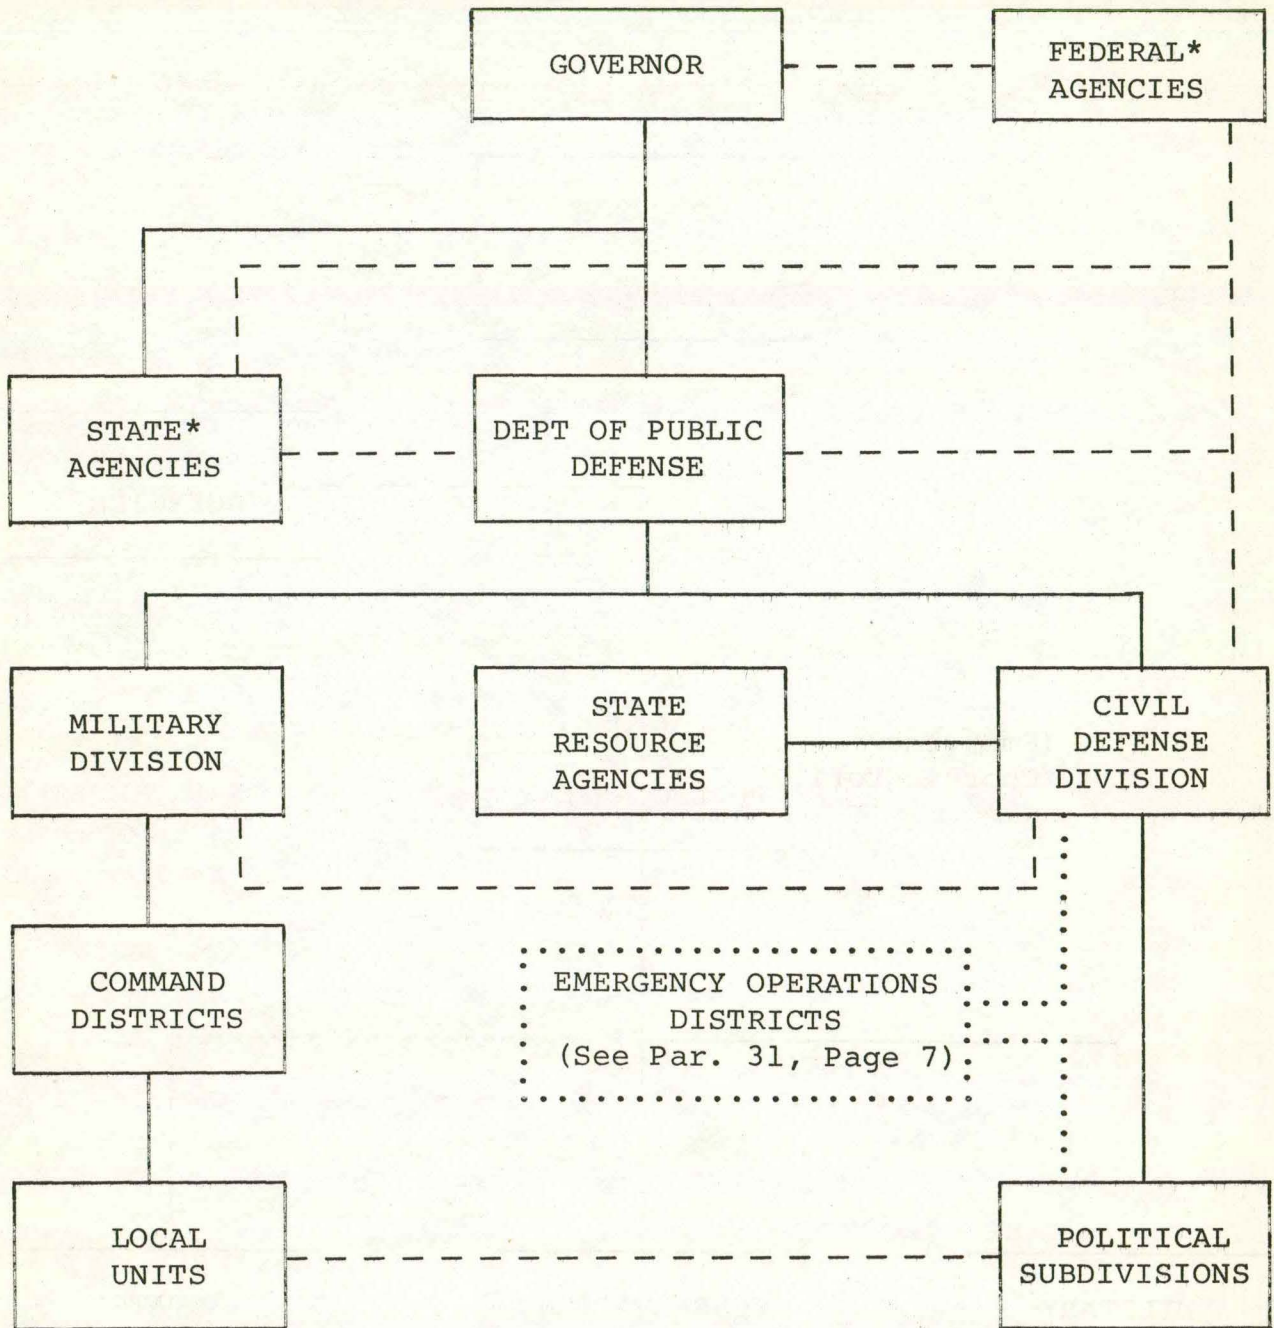 GOVERNOR
FEDERAL*
AGENCIES
STATE*
AGENCIES
DEPT OF PUBLIC
DEFENSE
MILITARY
DIVISION
STATE
RESOURCE
AGENCIES
CIVIL
DEFENSE
DIVISION
COMMAND
DISTRICTS
EMERGENCY OPERATIONS
DISTRICTS
(See Par. 31, Page 7)
LOCAL
UNITS
POLITICAL
SUBDIVISIONS